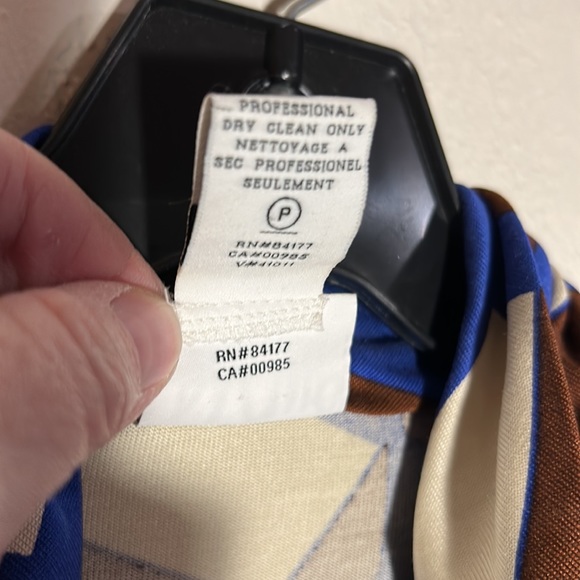 PROFESSIONAL
DRY CLEAN ONLY
NETTOYAGE A
SEC PROFESSIONEL
SEULEMENT
P
RN#84177
CA#00985
RN#84177
CA#00985